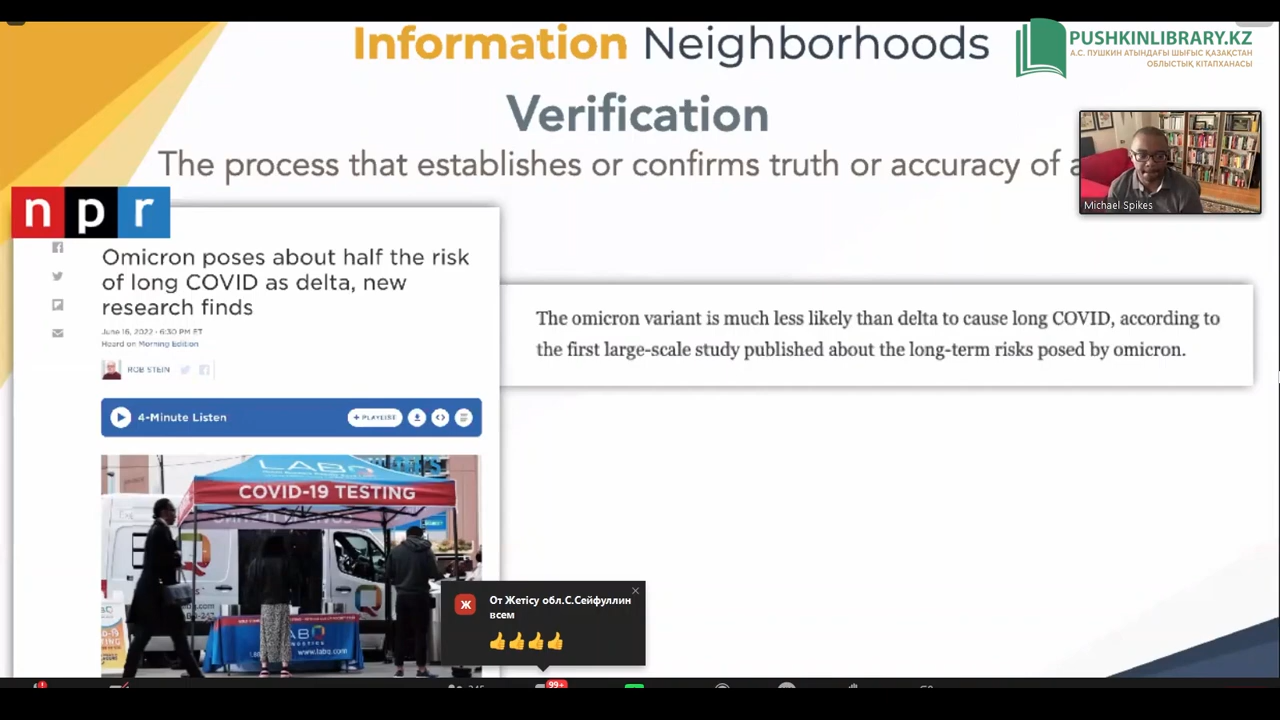 Information Neighborhoods
PUSHKINLIBRARY.KZ
А.С. ПУШКИН АТЫНДАҒЫ ШЫҒЫС ҚАЗАҚСТАН
ОБЛЫСТЫҚ КІТАПХАНАСЫ
Verification
The process that establishes or confirms truth or accuracy of
Michael Spikes
npr
Omicron poses about half the risk
of long COVID as delta, new
research finds
June 16, 2022 · 6:30 PM ET
Heard on Morning Edition
ROB STEIN
4-Minute Listen
+ PLAYLIST
The omicron variant is much less likely than delta to cause long COVID, according to
the first large-scale study published about the long-term risks posed by omicron.
LABQ
COVID-19 TESTING
LABQ
www.labq.com
От Жетісу обл.С.Сейфуллин
всем
Ж
👍👍👍👍
99+